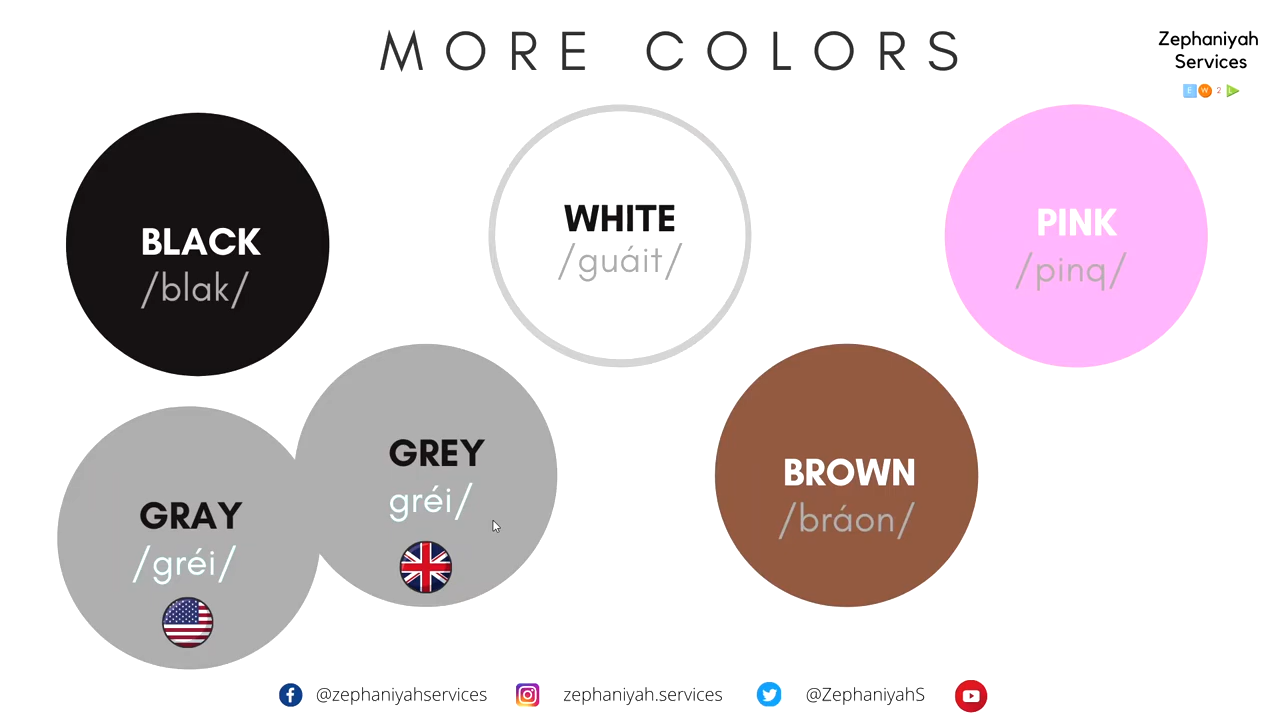 MORE COLORS
Zephaniyah
Services
E W 2 L
BLACK
/blak/
WHITE
/guáit/
PINK
/pinq/
GREY
gréi/
GRAY
/gréi/
BROWN
/bráon/
@zephaniyahservices
zephaniyah.services
@ZephaniyahS